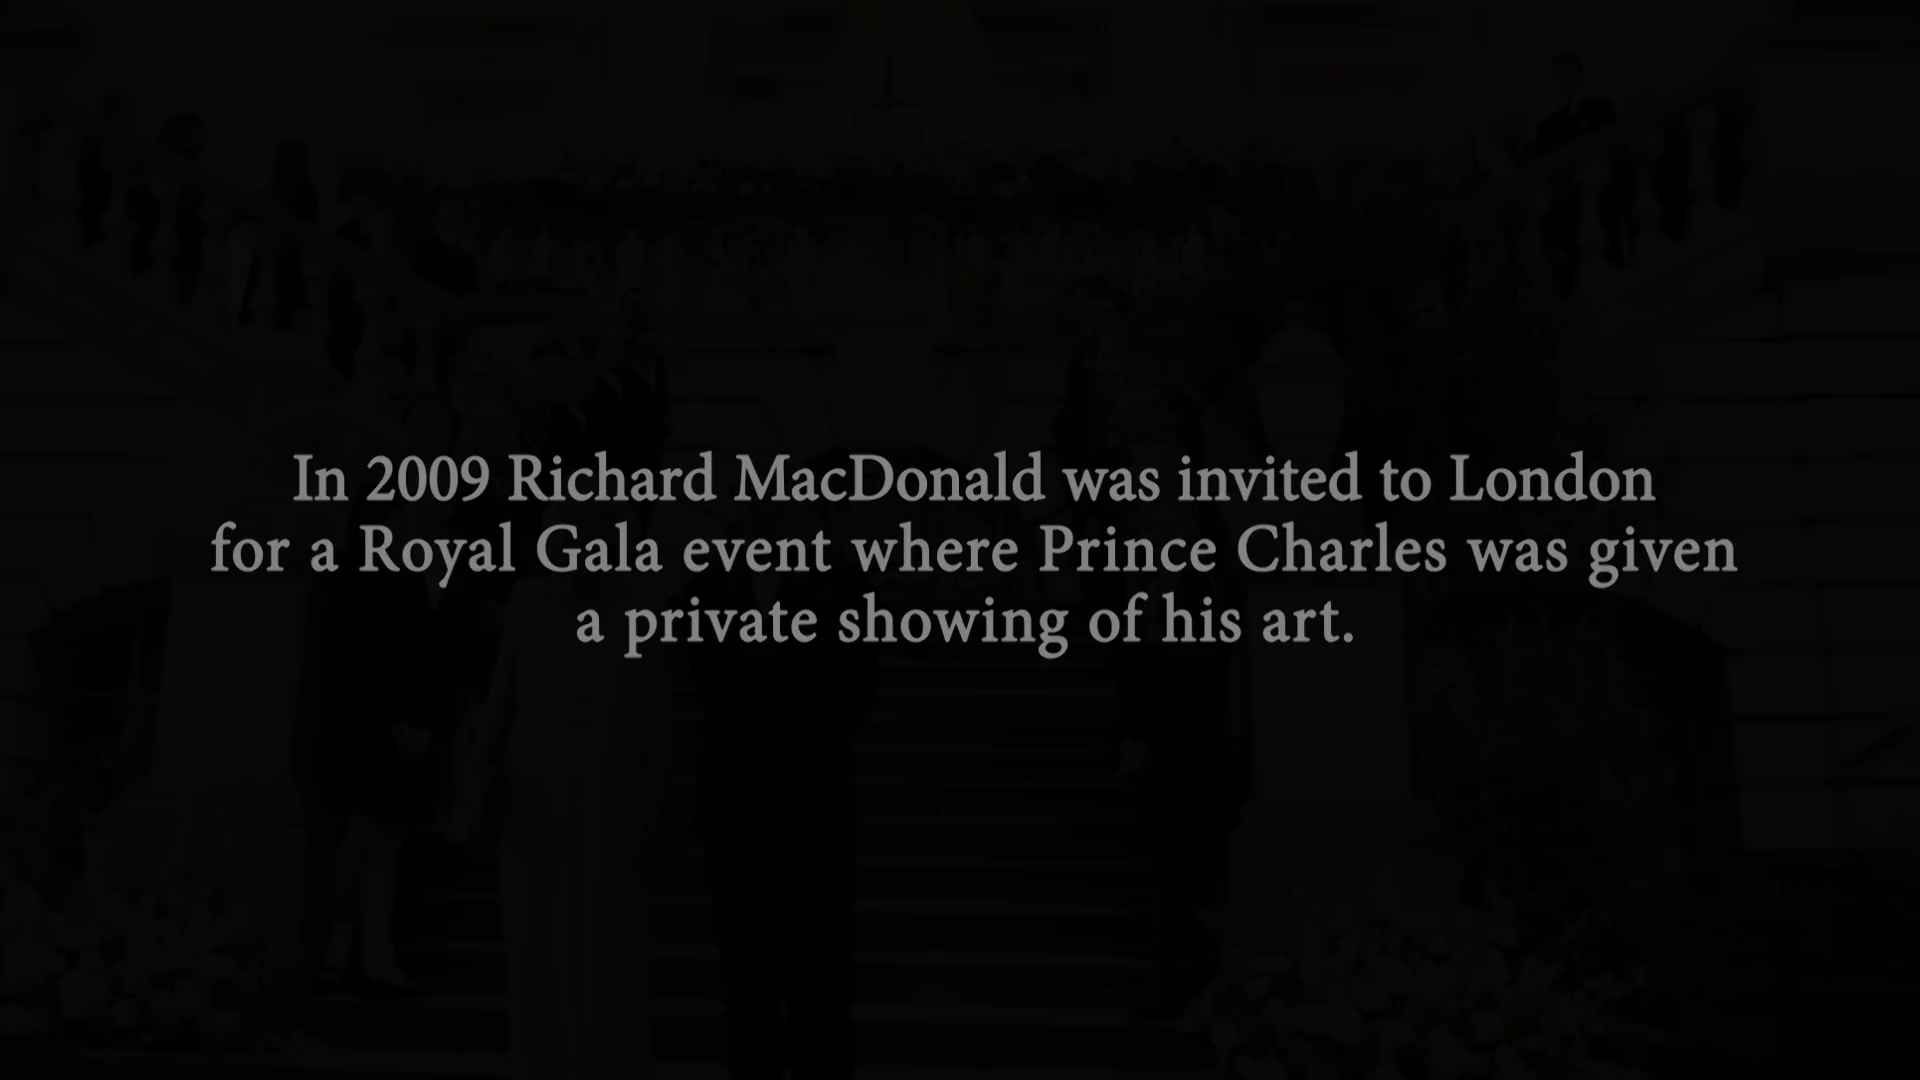 In 2009 Richard MacDonald was invited to London
for a Royal Gala event where Prince Charles was given
a private showing of his art.